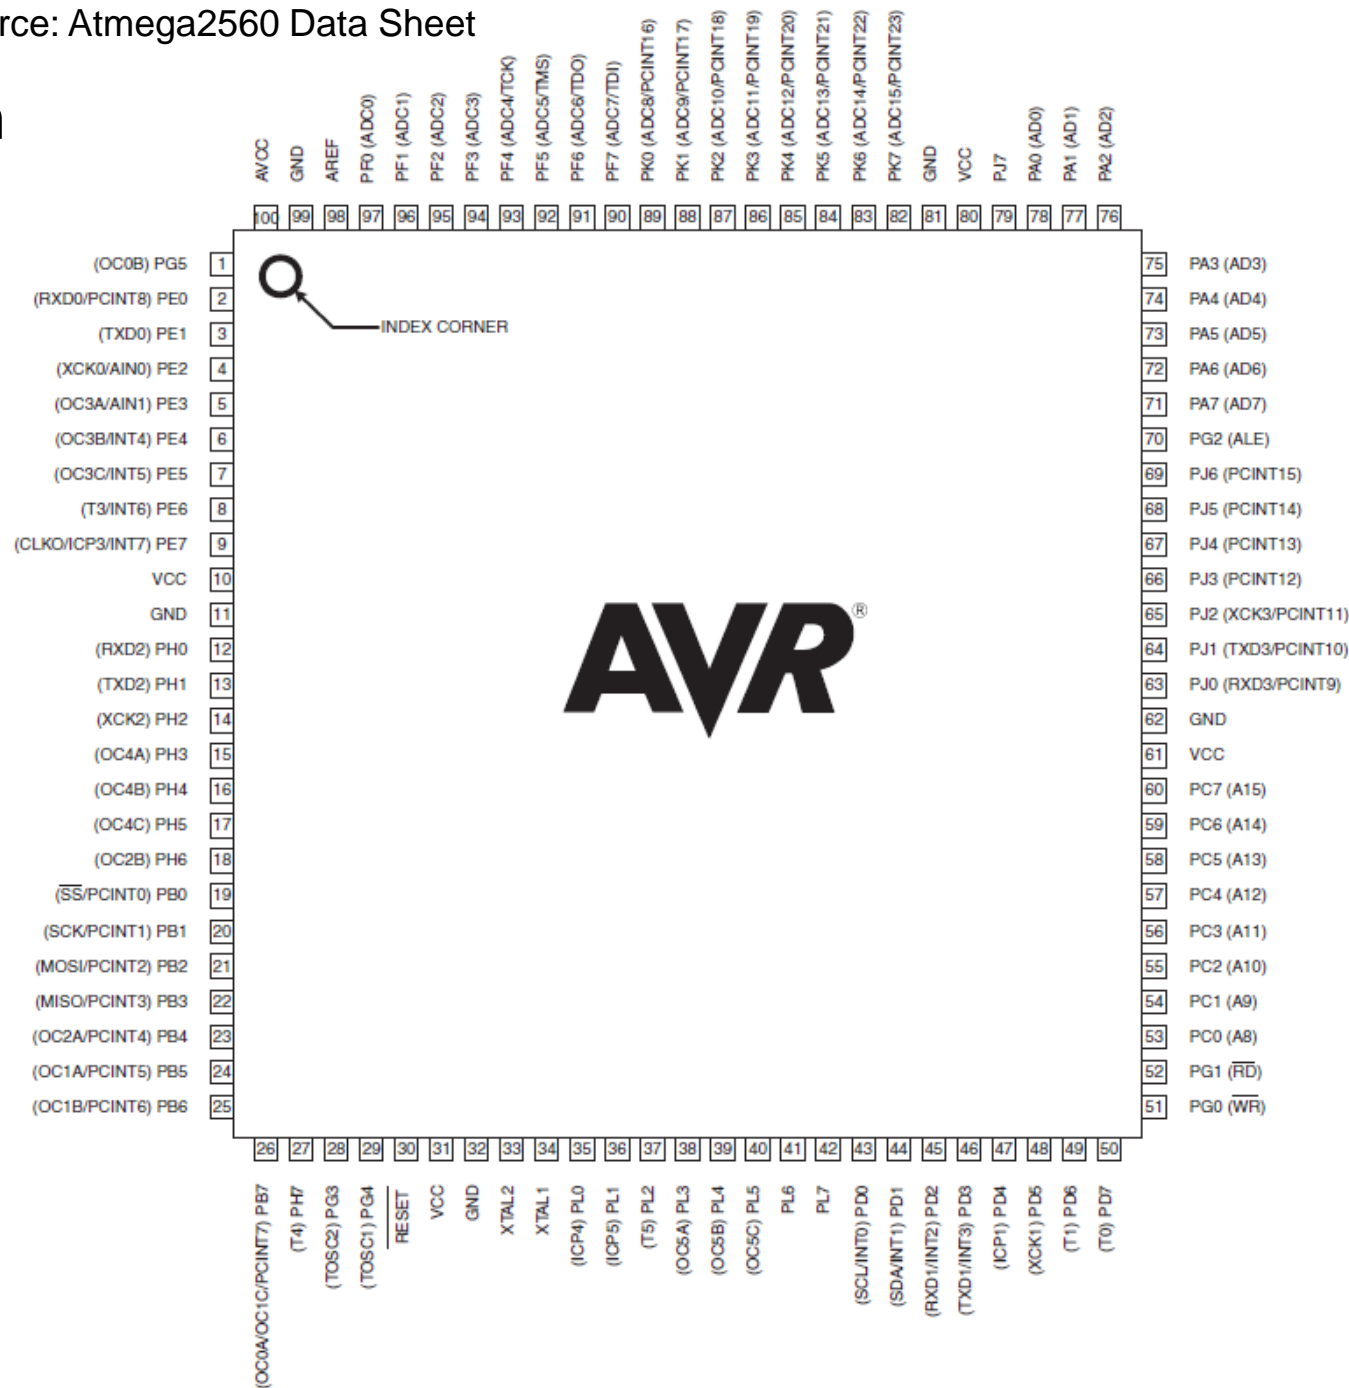 rce: Atmega2560 Data Sheet
AVCC
GND
AREF
PF0 (ADC0)
PF1 (ADC1)
PF2 (ADC2)
PF3 (ADC3)
PF4 (ADC4/TCK)
PF5 (ADC5/TMS)
PF6 (ADC6/TDO)
PF7 (ADC7/TDI)
PK0 (ADC8/PCINT16)
PK1 (ADC9/PCINT17)
PK2 (ADC10/PCINT18)
PK3 (ADC11/PCINT19)
PK4 (ADC12/PCINT20)
PK5 (ADC13/PCINT21)
PK6 (ADC14/PCINT22)
PK7 (ADC15/PCINT23)
GND
VCC
PJ7
PA0 (AD0)
PA1 (AD1)
PA2 (AD2)
100 99 98 97 96 95 94 93 92 91 90 89 88 87 86 85 84 83 82 81 80 79 78 77 76
(OC0B) PG5 1
(RXD0/PCINT8) PE0 2
(TXD0) PE1 3
(XCK0/AIN0) PE2 4
(OC3A/AIN1) PE3 5
(OC3B/INT4) PE4 6
(OC3C/INT5) PE5 7
(T3/INT6) PE6 8
(CLKO/ICP3/INT7) PE7 9
VCC 10
GND 11
(RXD2) PH0 12
(TXD2) PH1 13
(XCK2) PH2 14
(OC4A) PH3 15
(OC4B) PH4 16
(OC4C) PH5 17
(OC2B) PH6 18
(SS/PCINT0) PB0 19
(SCK/PCINT1) PB1 20
(MOSI/PCINT2) PB2 21
(MISO/PCINT3) PB3 22
(OC2A/PCINT4) PB4 23
(OC1A/PCINT5) PB5 24
(OC1B/PCINT6) PB6 25
INDEX CORNER
AVR®
75 PA3 (AD3)
74 PA4 (AD4)
73 PA5 (AD5)
72 PA6 (AD6)
71 PA7 (AD7)
70 PG2 (ALE)
69 PJ6 (PCINT15)
68 PJ5 (PCINT14)
67 PJ4 (PCINT13)
66 PJ3 (PCINT12)
65 PJ2 (XCK3/PCINT11)
64 PJ1 (TXD3/PCINT10)
63 PJ0 (RXD3/PCINT9)
62 GND
61 VCC
60 PC7 (A15)
59 PC6 (A14)
58 PC5 (A13)
57 PC4 (A12)
56 PC3 (A11)
55 PC2 (A10)
54 PC1 (A9)
53 PC0 (A8)
52 PG1 (RD)
51 PG0 (WR)
26 27 28 29 30 31 32 33 34 35 36 37 38 39 40 41 42 43 44 45 46 47 48 49 50
(OC0A/OC1C/PCINT7) PB7
(T4) PH7
(TOSC2) PG3
(TOSC1) PG4
RESET
VCC
GND
XTAL2
XTAL1
(ICP4) PL0
(ICP5) PL1
(T5) PL2
(OC5A) PL3
(OC5B) PL4
(OC5C) PL5
PL6
PL7
(SCL/INT0) PD0
(SDA/INT1) PD1
(RXD1/INT2) PD2
(TXD1/INT3) PD3
(ICP1) PD4
(XCK1) PD5
(T1) PD6
(T0) PD7